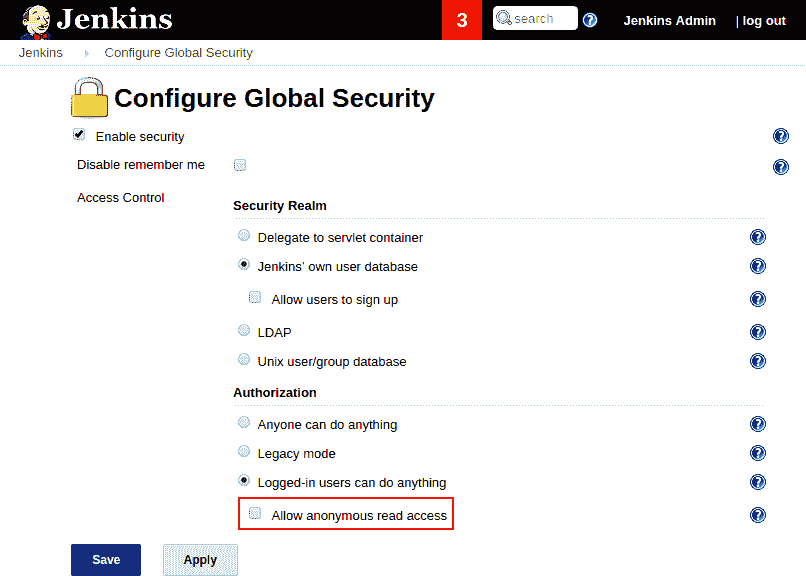 Jenkins 3 search ? Jenkins Admin | log out
Jenkins Configure Global Security
Configure Global Security
Enable security ?
Disable remember me ?
Access Control
Security Realm
Delegate to servlet container ?
Jenkins' own user database ?
Allow users to sign up ?
LDAP ?
Unix user/group database ?
Authorization
Anyone can do anything ?
Legacy mode ?
Logged-in users can do anything ?
Allow anonymous read access ?
Save Apply